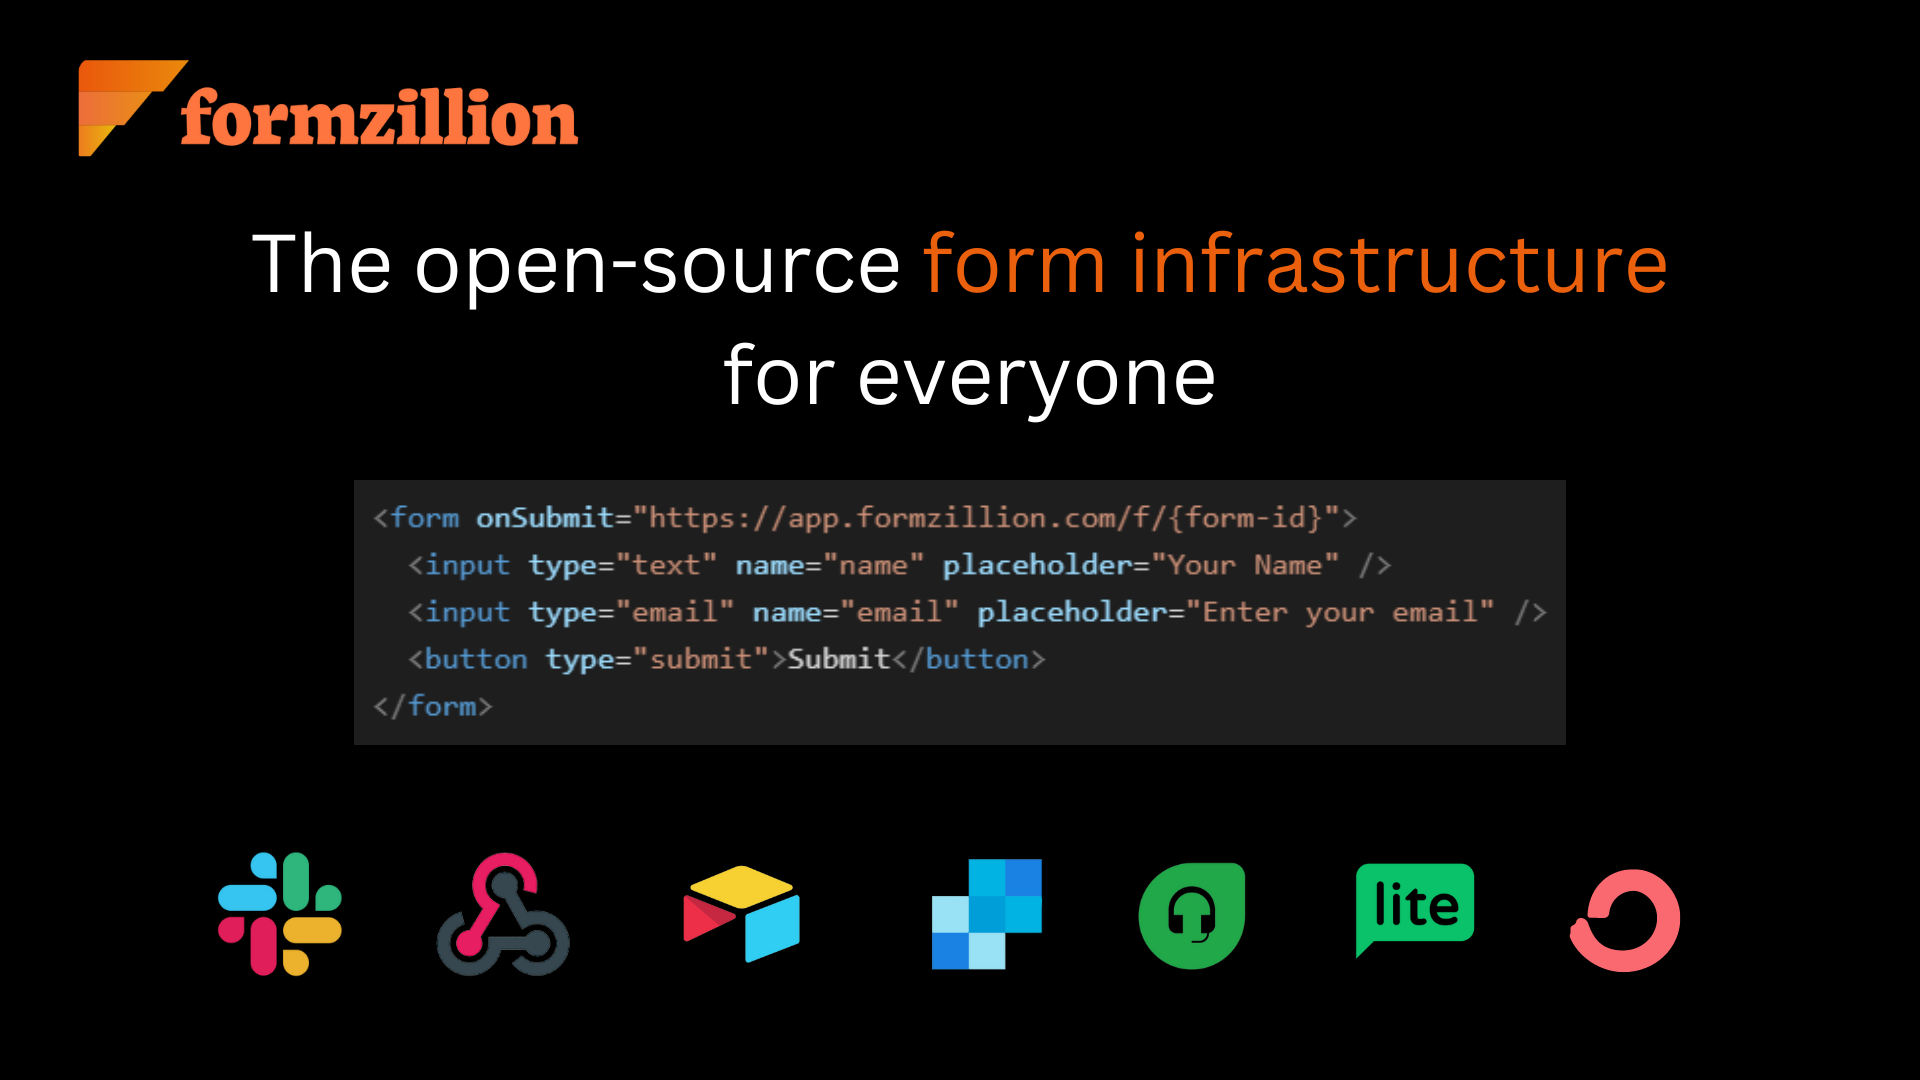 formzillion
The open-source form infrastructure
for everyone
<form onSubmit="https://app.formzillion.com/f/{form-id}">
<input type="text" name="name" placeholder="Your Name" />
<input type="email" name="email" placeholder="Enter your email" />
<button type="submit">Submit</button>
</form>
lite